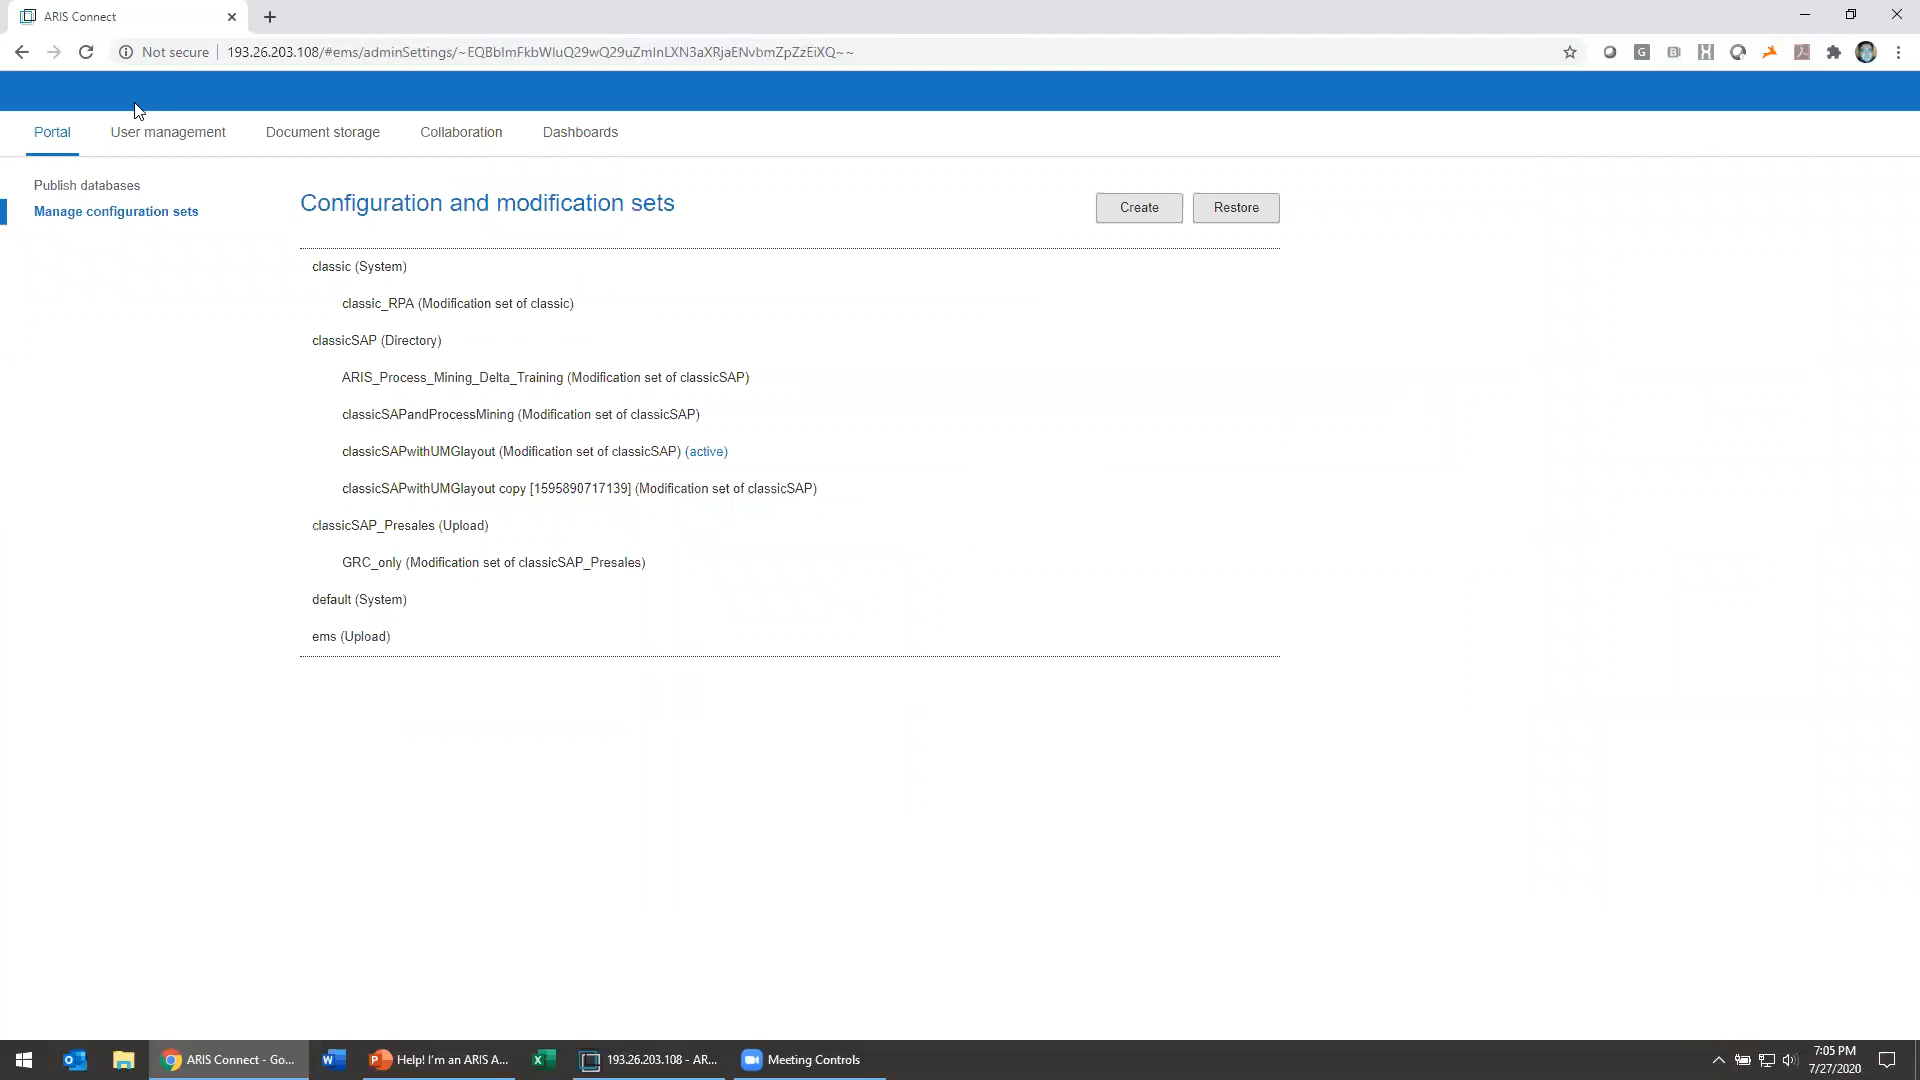 ARIS Connect
Not secure
193.26.203.108/#ems/adminSettings/~EQBbImFkbWluQ29wQ29uZmlnLXN3aXRjaENvbmZpZzEiXQ~~
Portal
User management
Document storage
Collaboration
Dashboards
Publish databases
Manage configuration sets
Configuration and modification sets
Create
Restore
classic (System)
classic_RPA (Modification set of classic)
classicSAP (Directory)
ARIS_Process_Mining_Delta_Training (Modification set of classicSAP)
classicSAPandProcessMining (Modification set of classicSAP)
classicSAPwithUMGlayout (Modification set of classicSAP) (active)
classicSAPwithUMGlayout copy [1595890717139] (Modification set of classicSAP)
classicSAP_Presales (Upload)
GRC_only (Modification set of classicSAP_Presales)
default (System)
ems (Upload)
ARIS Connect - Go...
Help! I'm an ARIS A...
193.26.203.108 - AR...
Meeting Controls
7:05 PM
7/27/2020